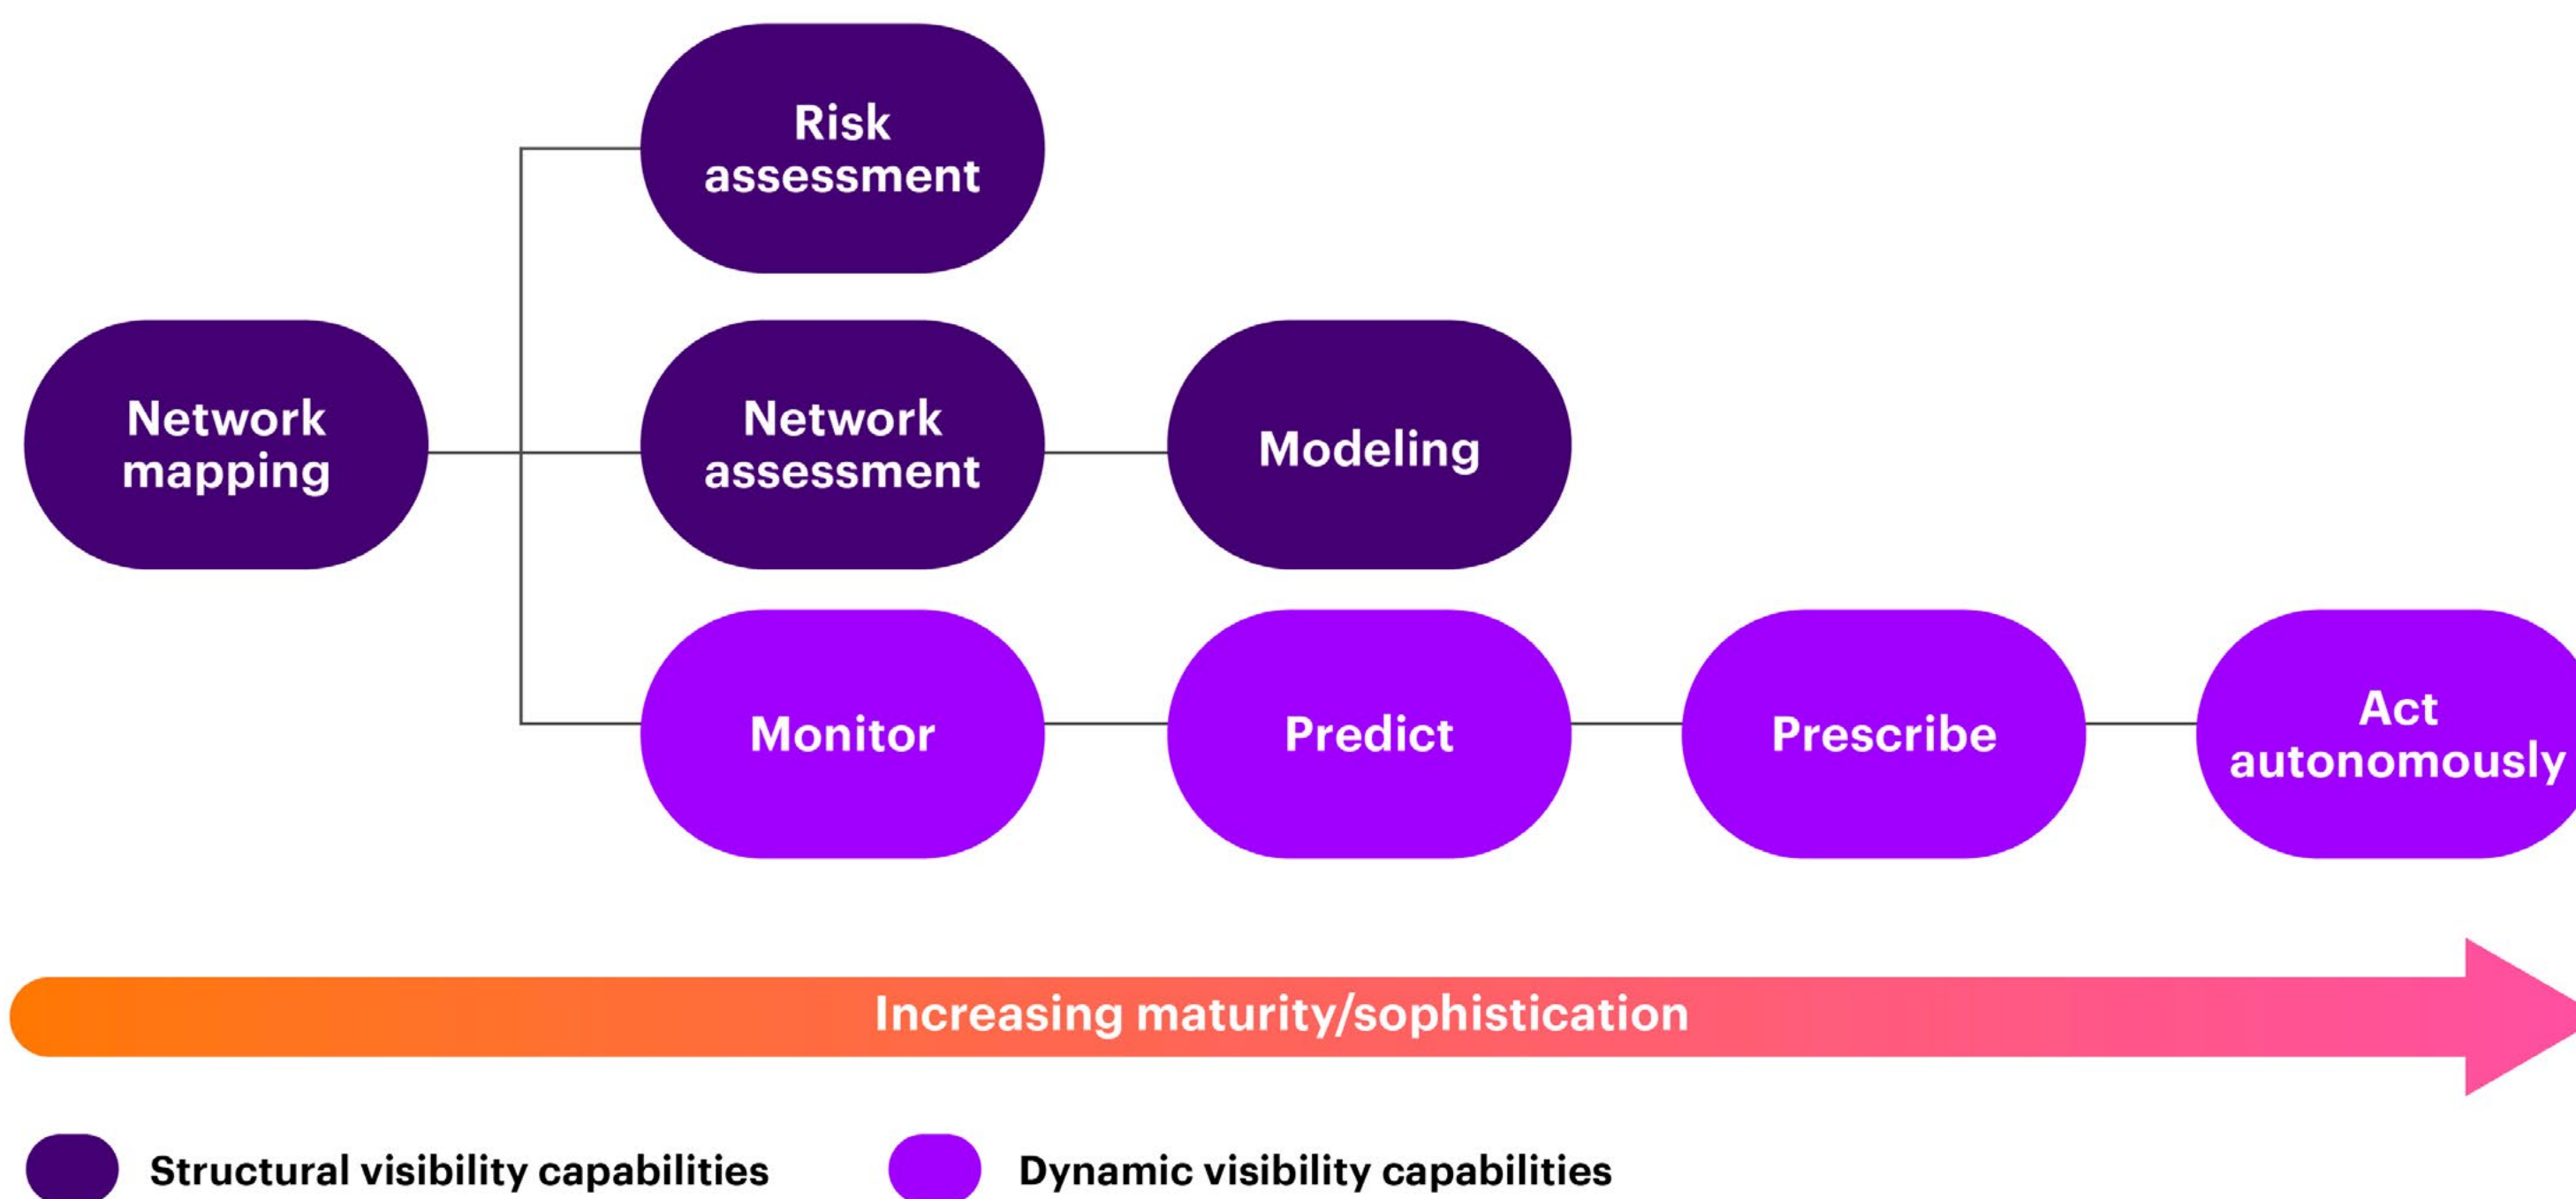 Risk
assessment
Network
mapping
Network
assessment
Modeling
Monitor
Predict
Prescribe
Act
autonomously
Increasing maturity/sophistication
Structural visibility capabilities
Dynamic visibility capabilities